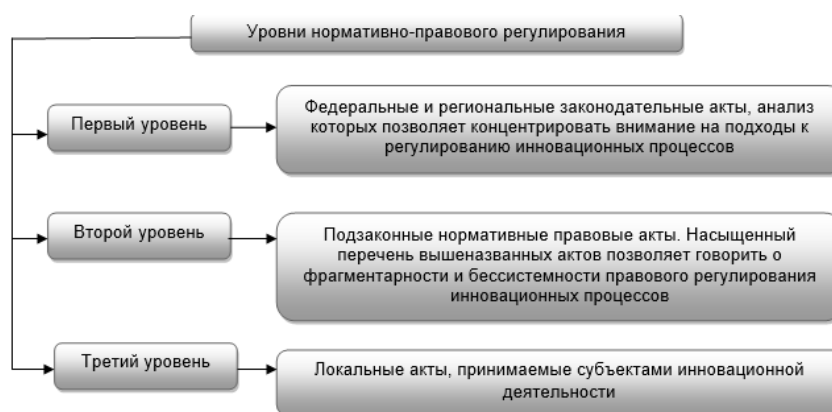 Уровни нормативно-правового регулирования
Первый уровень
Федеральные и региональные законодательные акты, анализ
которых позволяет концентрировать внимание на подходы к
регулированию инновационных процессов
Второй уровень
Подзаконные нормативные правовые акты. Насыщенный
перечень вышеназванных актов позволяет говорить о
фрагментарности и бессистемности правового регулирования
инновационных процессов
Третий уровень
Локальные акты, принимаемые субъектами инновационной
деятельности